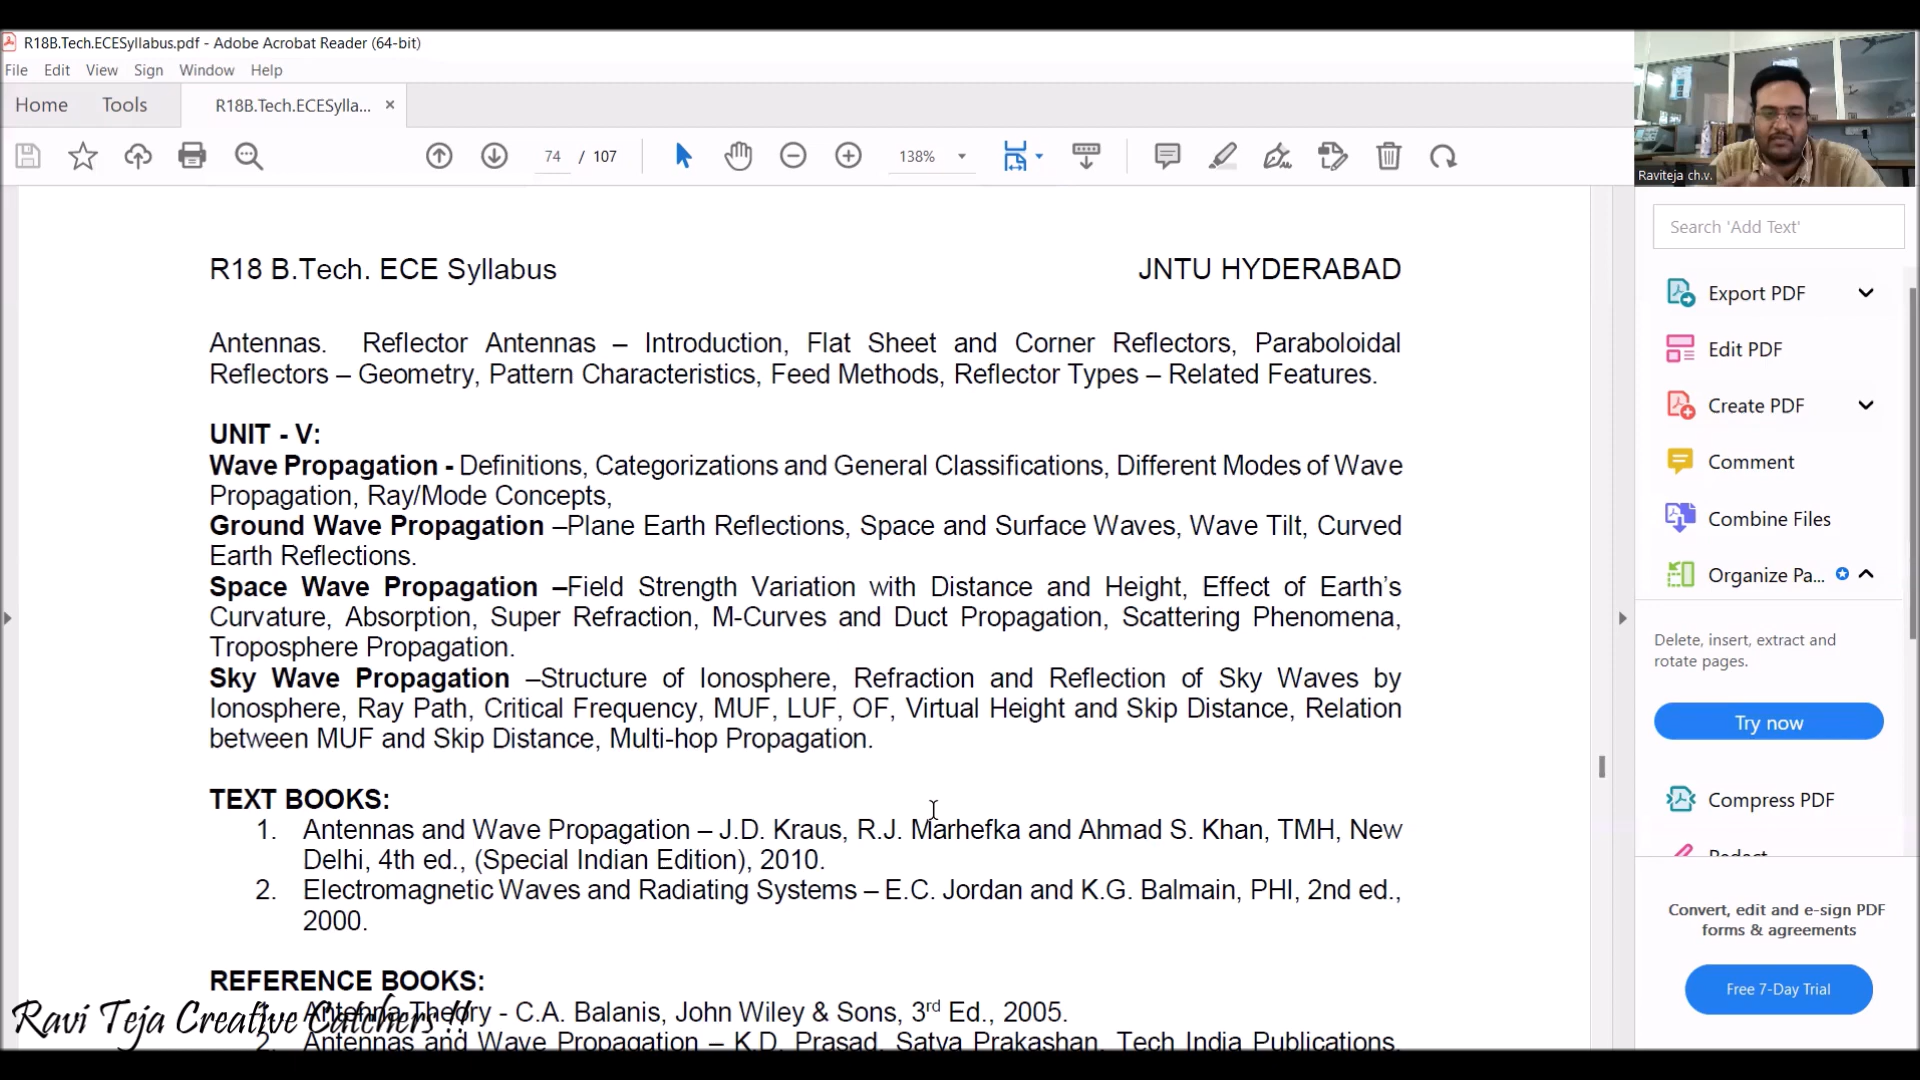 R18B.Tech.ECESyllabus.pdf - Adobe Acrobat Reader (64-bit)
File Edit View Sign Window Help
Home Tools R18B.Tech.ECESylla... ×
74 / 107 138%
Raviteja ch.v.
Search 'Add Text'
Export PDF
Edit PDF
Create PDF
Comment
Combine Files
Organize Pa...
Delete, insert, extract and
rotate pages.
Try now
Compress PDF
Redact
Convert, edit and e-sign PDF
forms & agreements
Free 7-Day Trial
R18 B.Tech. ECE Syllabus JNTU HYDERABAD
Antennas. Reflector Antennas – Introduction, Flat Sheet and Corner Reflectors, Paraboloidal
Reflectors – Geometry, Pattern Characteristics, Feed Methods, Reflector Types – Related Features.
UNIT - V:
Wave Propagation - Definitions, Categorizations and General Classifications, Different Modes of Wave
Propagation, Ray/Mode Concepts,
Ground Wave Propagation –Plane Earth Reflections, Space and Surface Waves, Wave Tilt, Curved
Earth Reflections.
Space Wave Propagation –Field Strength Variation with Distance and Height, Effect of Earth's
Curvature, Absorption, Super Refraction, M-Curves and Duct Propagation, Scattering Phenomena,
Troposphere Propagation.
Sky Wave Propagation –Structure of Ionosphere, Refraction and Reflection of Sky Waves by
Ionosphere, Ray Path, Critical Frequency, MUF, LUF, OF, Virtual Height and Skip Distance, Relation
between MUF and Skip Distance, Multi-hop Propagation.
TEXT BOOKS:
1. Antennas and Wave Propagation – J.D. Kraus, R.J. Marhefka and Ahmad S. Khan, TMH, New
Delhi, 4th ed., (Special Indian Edition), 2010.
2. Electromagnetic Waves and Radiating Systems – E.C. Jordan and K.G. Balmain, PHI, 2nd ed.,
2000.
REFERENCE BOOKS:
1. Antenna Theory - C.A. Balanis, John Wiley & Sons, 3rd Ed., 2005.
2. Antennas and Wave Propagation – K.D. Prasad, Satya Prakashan, Tech India Publications,
Ravi Teja Creative Catchers !!